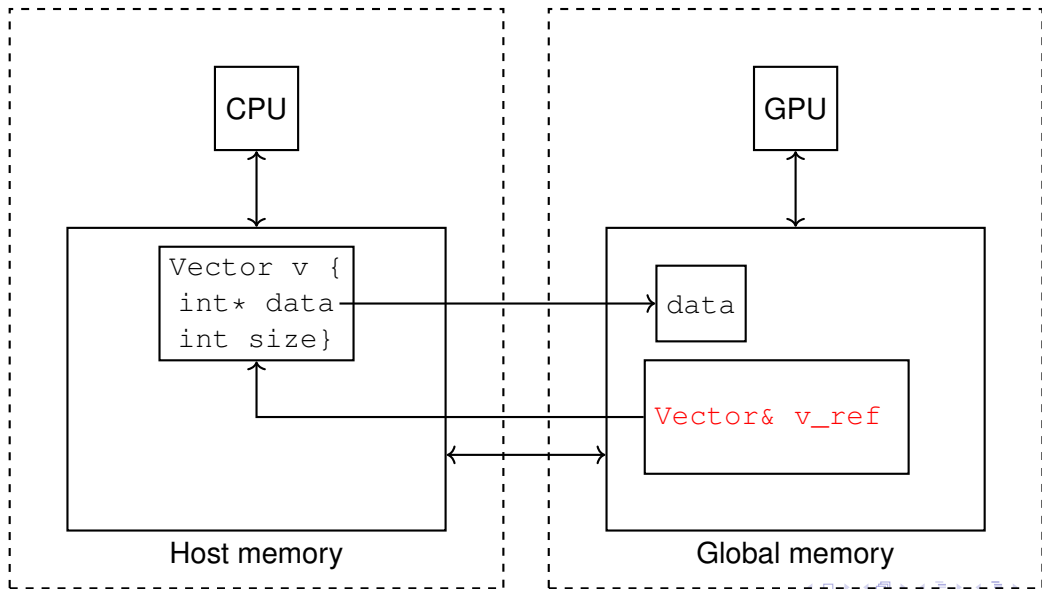 CPU
GPU
Vector v {
int* data
int size}
data
Vector& v_ref
Host memory
Global memory